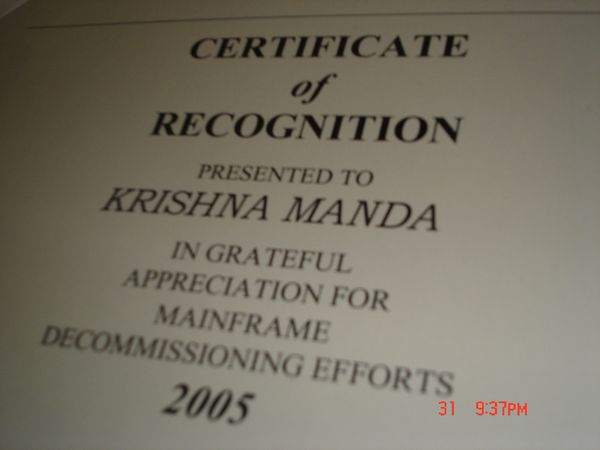 CERTIFICATE
of
RECOGNITION
PRESENTED TO
KRISHNA MANDA
IN GRATEFUL
APPRECIATION FOR
MAINFRAME
DECOMMISSIONING EFFORTS
2005
31 9:37PM